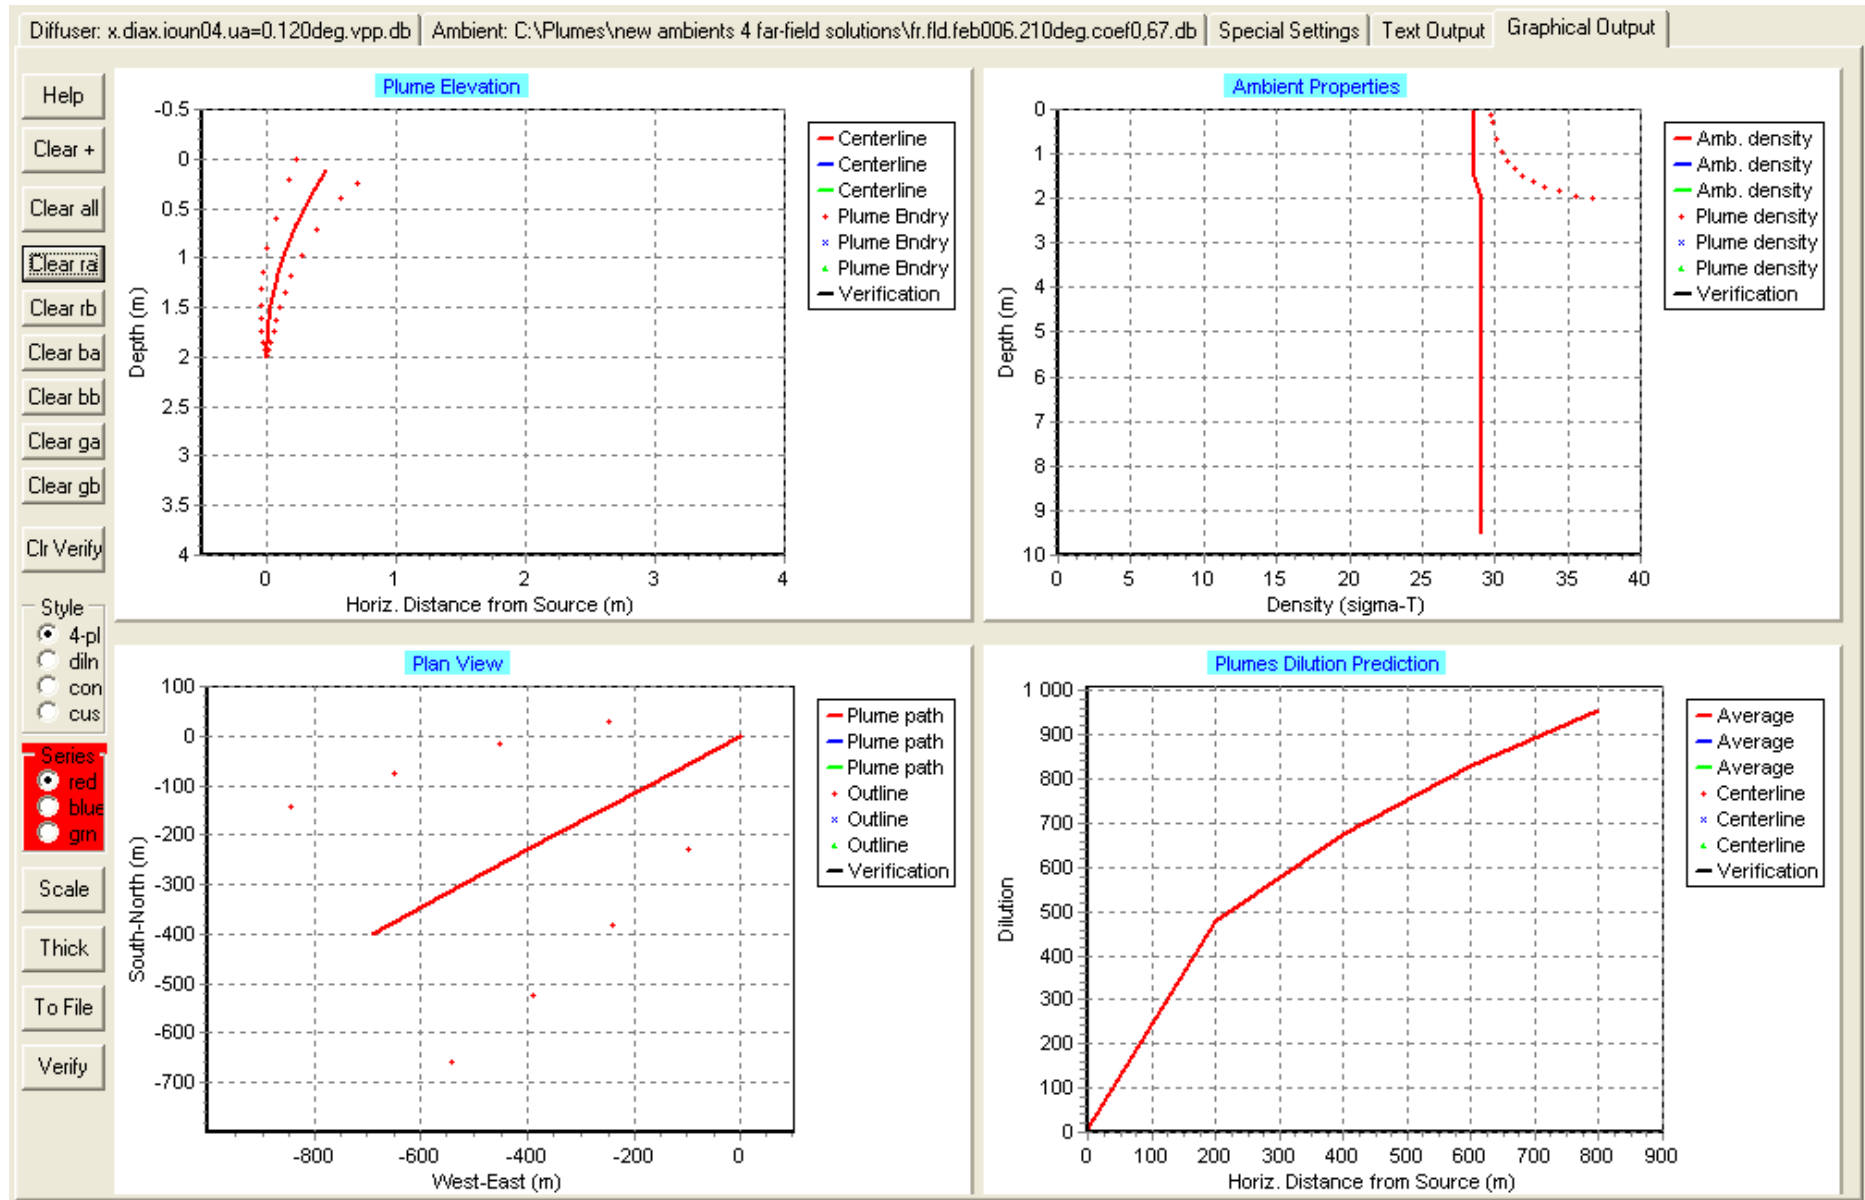 Diffuser: x.diax.ioun04.ua=0.120deg.vpp.db
Ambient: C:\Plumes\new ambients 4 far-field solutions\fr.fld.feb006.210deg.coef0,67.db
Special Settings
Text Output
Graphical Output
Help
Clear +
Clear all
Clear ra
Clear rb
Clear ba
Clear bb
Clear ga
Clear gb
Clr Verify
Style
4-pl
diln
con
cus
Series
red
blue
grn
Scale
Thick
To File
Verify
Plume Elevation
-0.5
0
0.5
1
1.5
2
2.5
3
3.5
4
Depth (m)
0 1 2 3 4
Horiz. Distance from Source (m)
Centerline
Centerline
Centerline
Plume Bndry
Plume Bndry
Plume Bndry
Verification
Ambient Properties
0
1
2
3
4
5
6
7
8
9
10
Depth (m)
0 5 10 15 20 25 30 35 40
Density (sigma-T)
Amb. density
Amb. density
Amb. density
Plume density
Plume density
Plume density
Verification
Plan View
100
0
-100
-200
-300
-400
-500
-600
-700
South-North (m)
-800 -600 -400 -200 0
West-East (m)
Plume path
Plume path
Plume path
Outline
Outline
Outline
Verification
Plumes Dilution Prediction
1 000
900
800
700
600
500
400
300
200
100
0
Dilution
0 100 200 300 400 500 600 700 800 900
Horiz. Distance from Source (m)
Average
Average
Average
Centerline
Centerline
Centerline
Verification